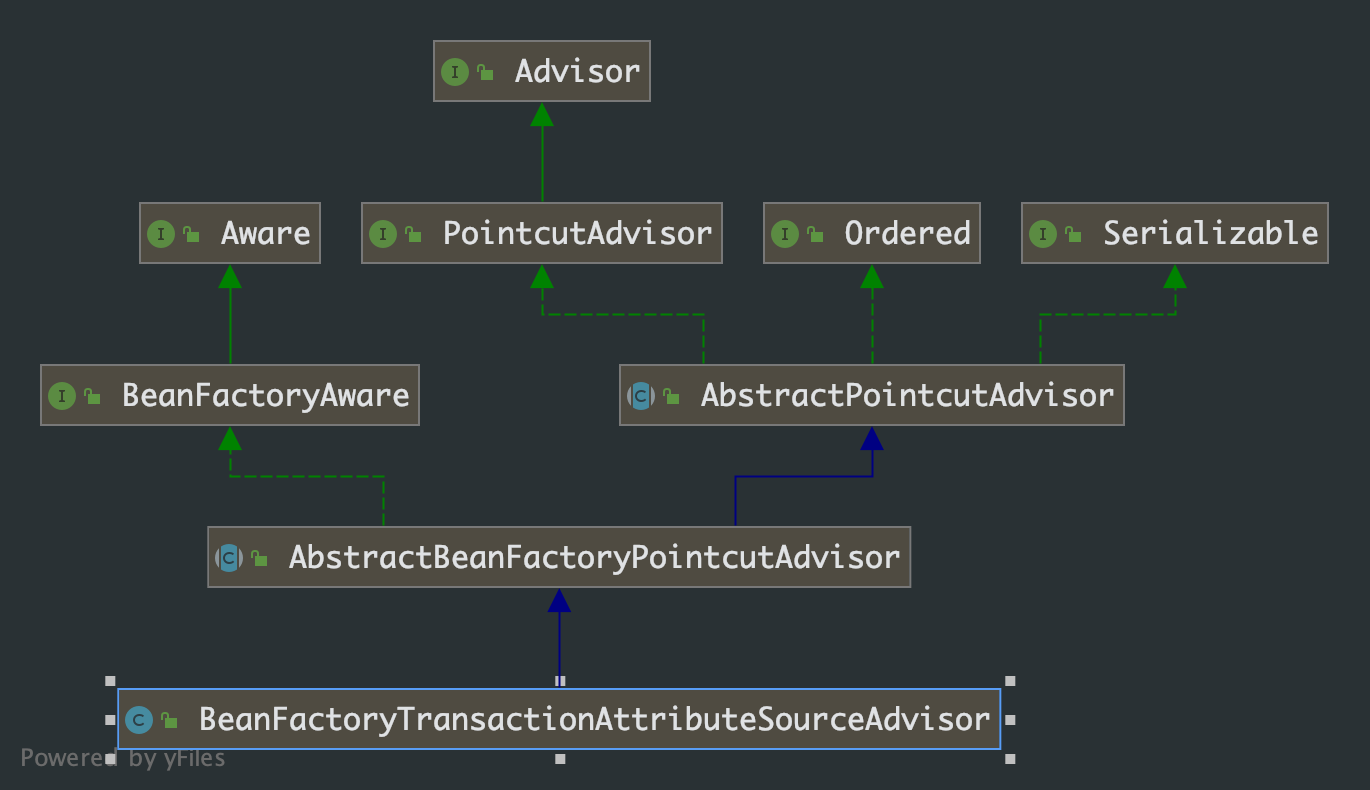 Advisor
Aware
PointcutAdvisor
Ordered
Serializable
BeanFactoryAware
AbstractPointcutAdvisor
AbstractBeanFactoryPointcutAdvisor
BeanFactoryTransactionAttributeSourceAdvisor
Powered by yFiles